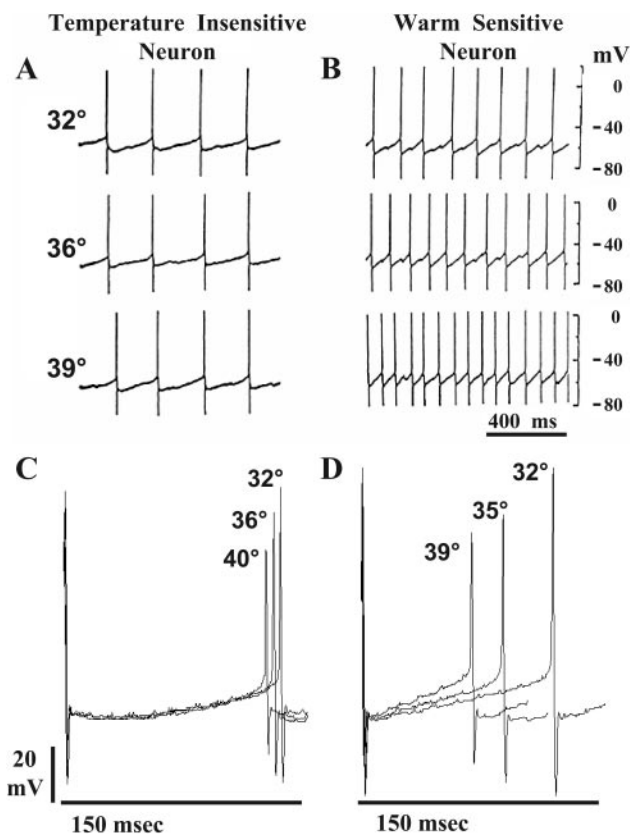 Temperature Insensitive Neuron
Warm Sensitive Neuron
mV
A
B
32°
0
−40
−80
36°
0
−40
−80
39°
0
−40
−80
400 ms
C
D
32°
36°
40°
32°
35°
39°
20 mV
150 msec
150 msec